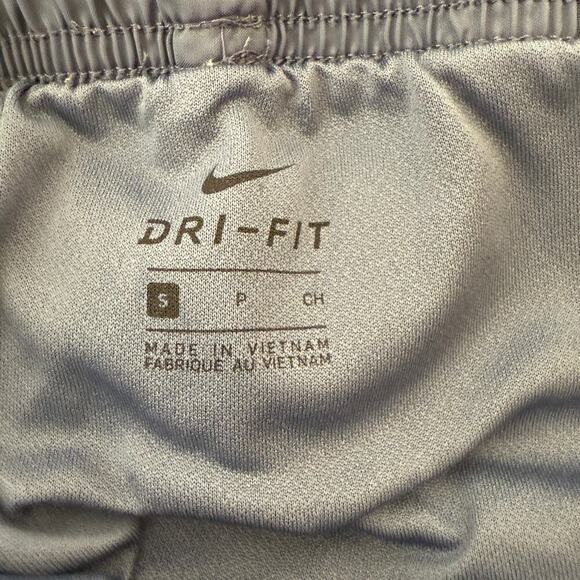 DRI-FIT
S P CH
MADE IN VIETNAM
FABRIQUE AU VIETNAM